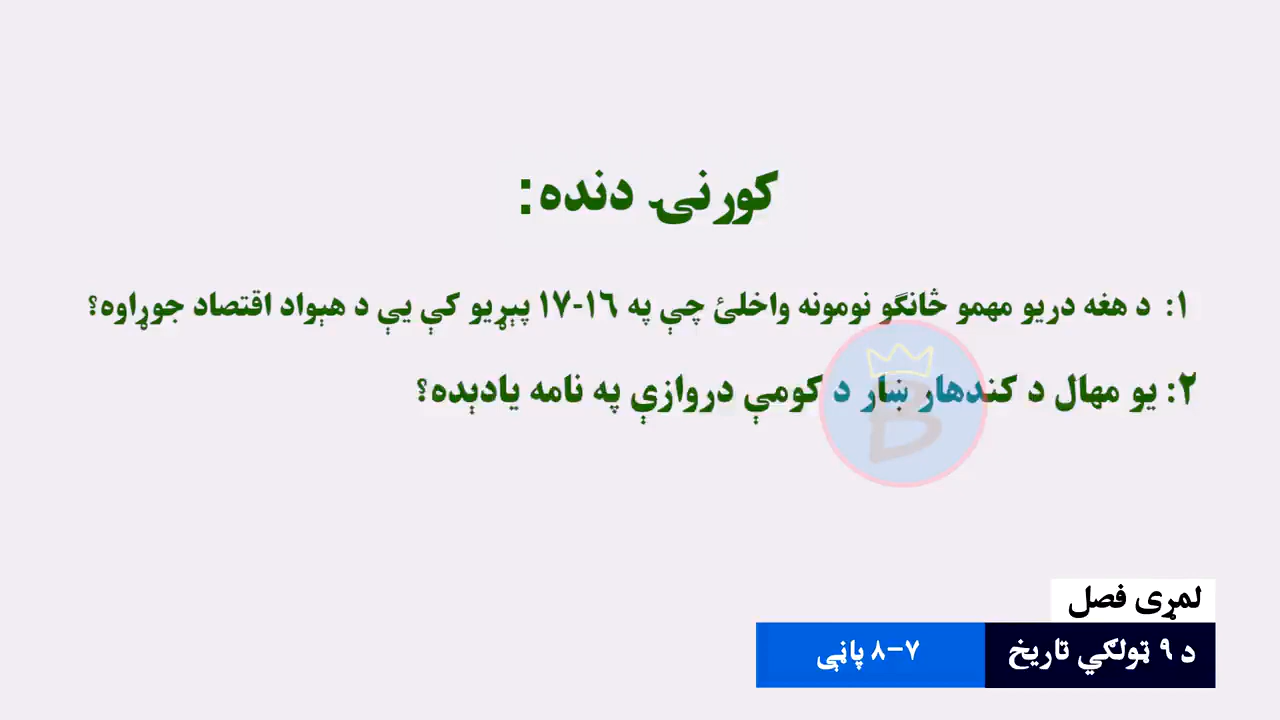 کورنۍ دنده:
۱: د هغه دریو مهمو څانګو نومونه واخلئ چې په ۱۶-۱۷ پېړیو کې یې د هېواد اقتصاد جوړاوه؟
۲: یو مهال د کندهار ښار د کومې دروازې په نامه یادېده؟
لمړی فصل
د ۹ ټولګي تاریخ
۷-۸ پاڼې
B